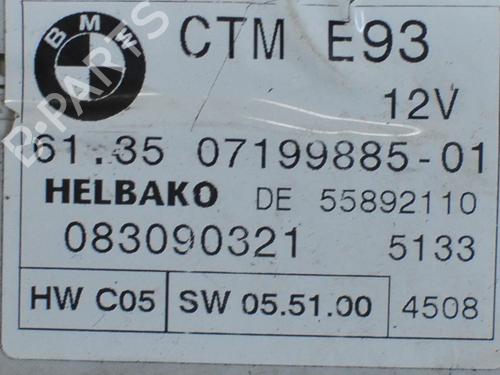 BMW
CTM E93
12V
61.35 07199885-01
HELBAKO DE 55892110
083090321 5133
HW C05 SW 05.51.00 4508
B-PARTS